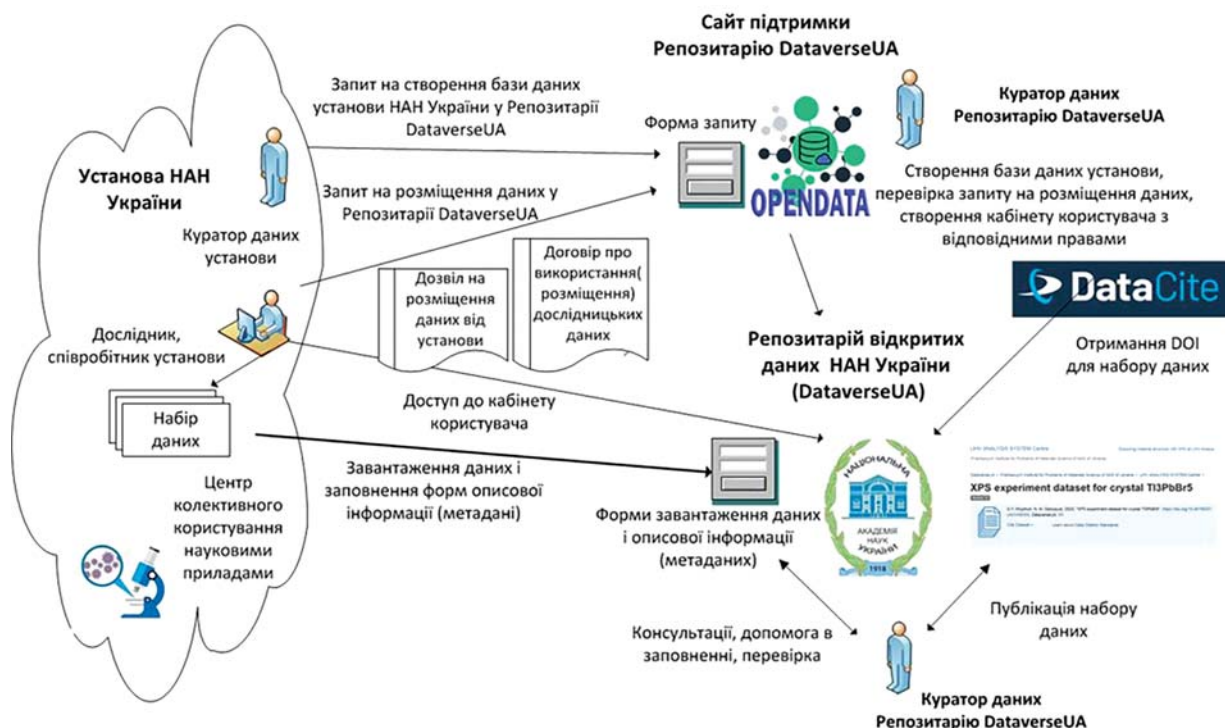 Сайт підтримки
Репозитарію DataverseUA
Запит на створення бази даних
установи НАН України у Репозитарії
DataverseUA
Форма запиту
Куратор даних
Репозитарію DataverseUA
Установа НАН
України
Запит на розміщення даних у
Репозитарії DataverseUA
OPENDATA
Створення бази даних установи,
перевірка запиту на розміщення даних,
створення кабінету користувача з
відповідними правами
Куратор даних
установи
Дозвіл на
розміщення
даних від
установи
Договір про
використання(
розміщення)
дослідницьких
даних
DataCite
Дослідник,
співробітник установи
Репозитарій відкритих
даних НАН України
(DataverseUA)
Отримання DOI
для набору даних
Набір
даних
Доступ до кабінету
користувача
Завантаження даних і
заповнення форм описової
інформації (метадані)
Центр
колективного
користування
науковими
приладами
Форми завантаження даних
і описової інформації
(метаданих)
НАЦІОНАЛЬНА
АКАДЕМІЯ
НАУК
УКРАЇНИ
1918
XPS experiment dataset for crystal Tl3PbBr5
Консультації, допомога в
заповненні, перевірка
Публікація набору
даних
Куратор даних
Репозитарію DataverseUA